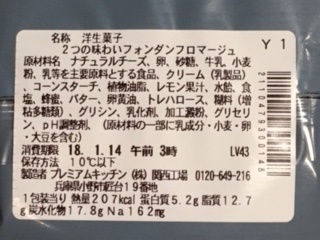 名称 洋生菓子
2つの味わいフォンダンフロマージュ
Y 1
原材料名 ナチュラルチーズ、卵、砂糖、牛乳、小麦
粉、乳等を主要原料とする食品、クリーム（乳製品）
、コーンスターチ、植物油脂、レモン果汁、水飴、食
塩、蜂蜜、バター、卵黄油、トレハロース、糊料（増
粘多糖類）、グリシン、乳化剤、加工澱粉、グリセリ
ン、pH調整剤、（原材料の一部に乳成分・小麦・卵
・大豆を含む）
消費期限 18. 1.14 午前 3時 LV43
保存方法 10℃以下
製造者 プレミアムキッチン（株）関西工場 0120-649-216
兵庫県小野市匠台19番地
1包装当り 熱量207kcal 蛋白質5.2g 脂質12.7
g 炭水化物17.8g Na162mg
2110479300148